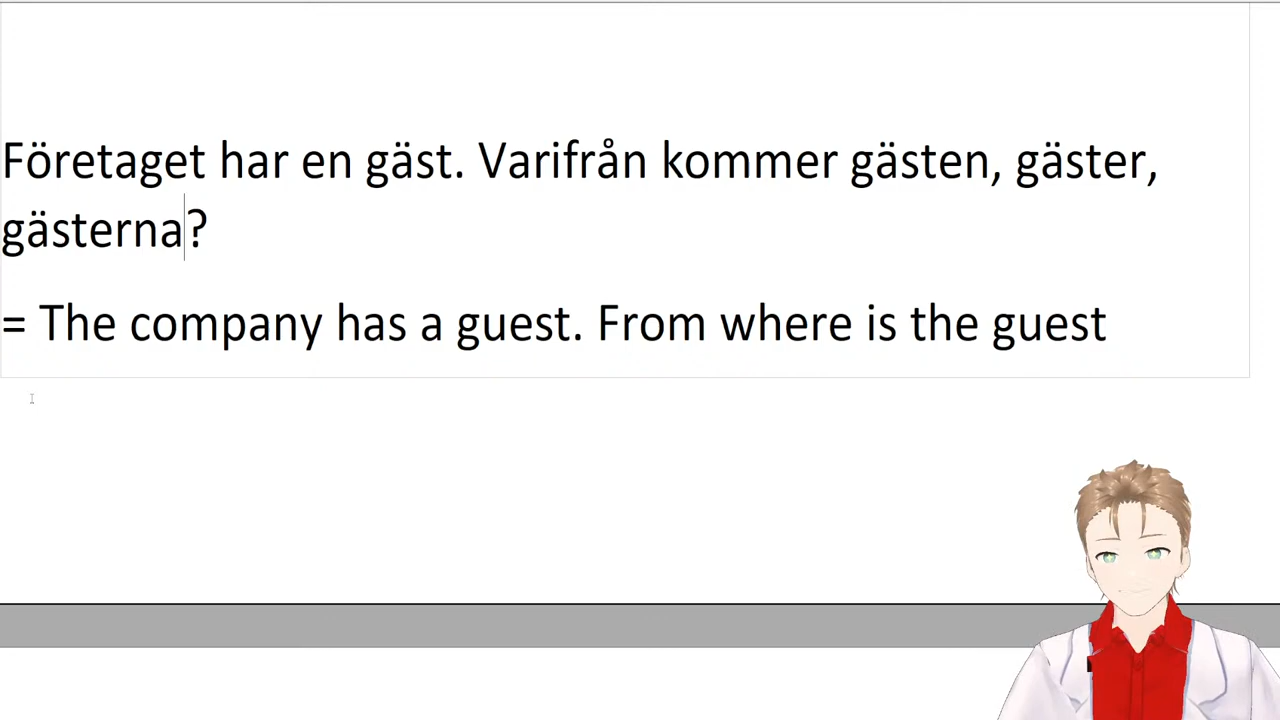 Företaget har en gäst. Varifrån kommer gästen, gäster,
gästerna?
= The company has a guest. From where is the guest